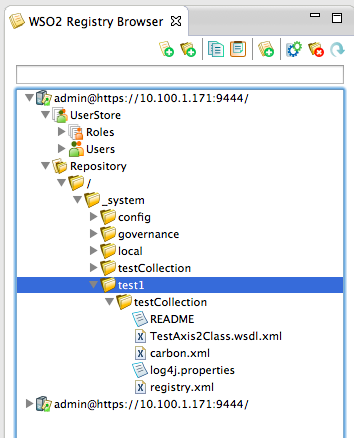 WSO2 Registry Browser
admin@https://10.100.1.171:9444/
UserStore
Roles
Users
Repository
/
_system
config
governance
local
testCollection
test1
testCollection
README
TestAxis2Class.wsdl.xml
carbon.xml
log4j.properties
registry.xml
admin@https://10.100.1.171:9444/